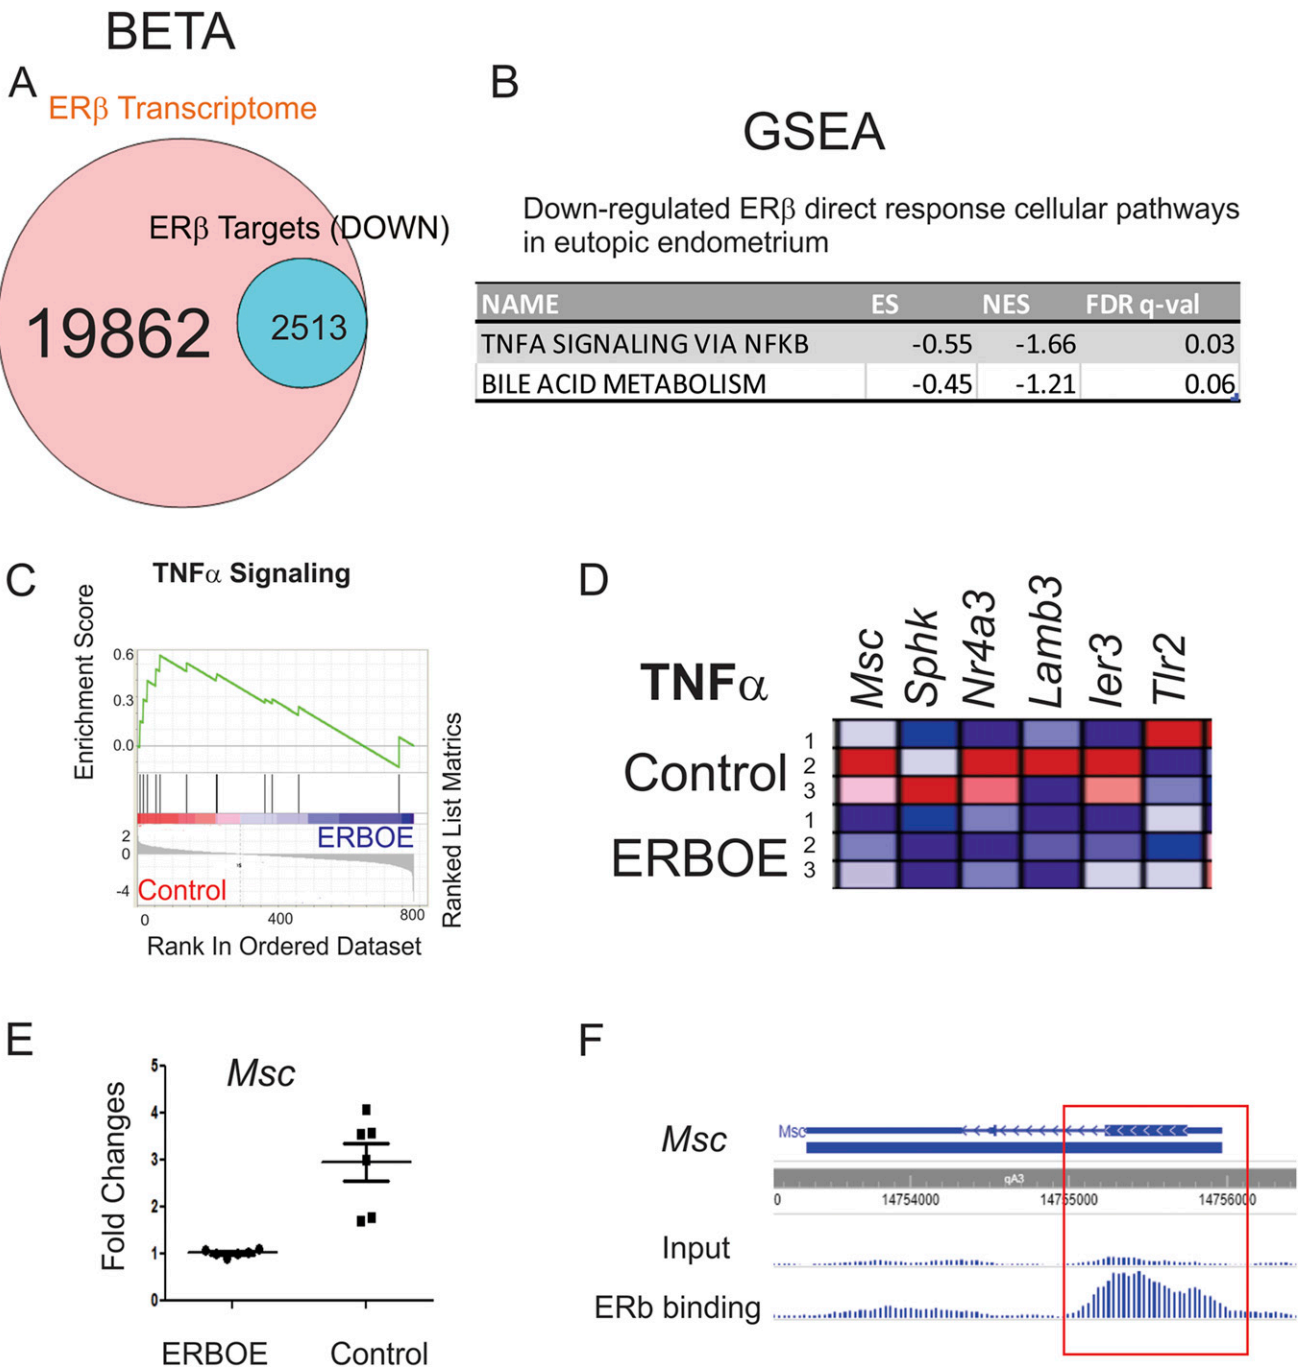 BETA
A
ERβ Transcriptome
ERβ Targets (DOWN)
19862
2513
B
GSEA
Down-regulated ERβ direct response cellular pathways
in eutopic endometrium
NAME ES NES FDR q-val
TNFA SIGNALING VIA NFKB -0.55 -1.66 0.03
BILE ACID METABOLISM -0.45 -1.21 0.06
C
TNFα Signaling
Enrichment Score
0.6
0.3
0.0
ERBOE
2
0
-4
Control
0 400 800
Rank In Ordered Dataset
Ranked List Matrics
D
TNFα
Msc Sphk Nr4a3 Lamb3 Ier3 Tlr2
Control
1
2
3
ERBOE
1
2
3
E
Msc
Fold Changes
5
4
3
2
1
0
ERBOE Control
F
Msc
Msc
qA3
0 14754000 14755000 14756000
Input
ERb binding